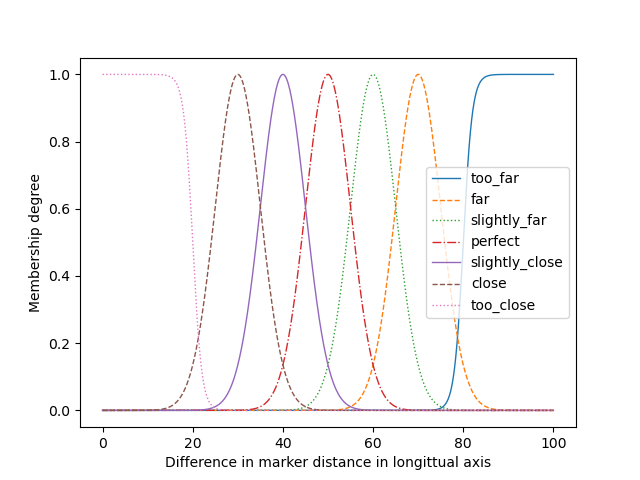 1.0
0.8
0.6
0.4
0.2
0.0
Membership degree
0 20 40 60 80 100
Difference in marker distance in longittual axis
too_far
far
slightly_far
perfect
slightly_close
close
too_close